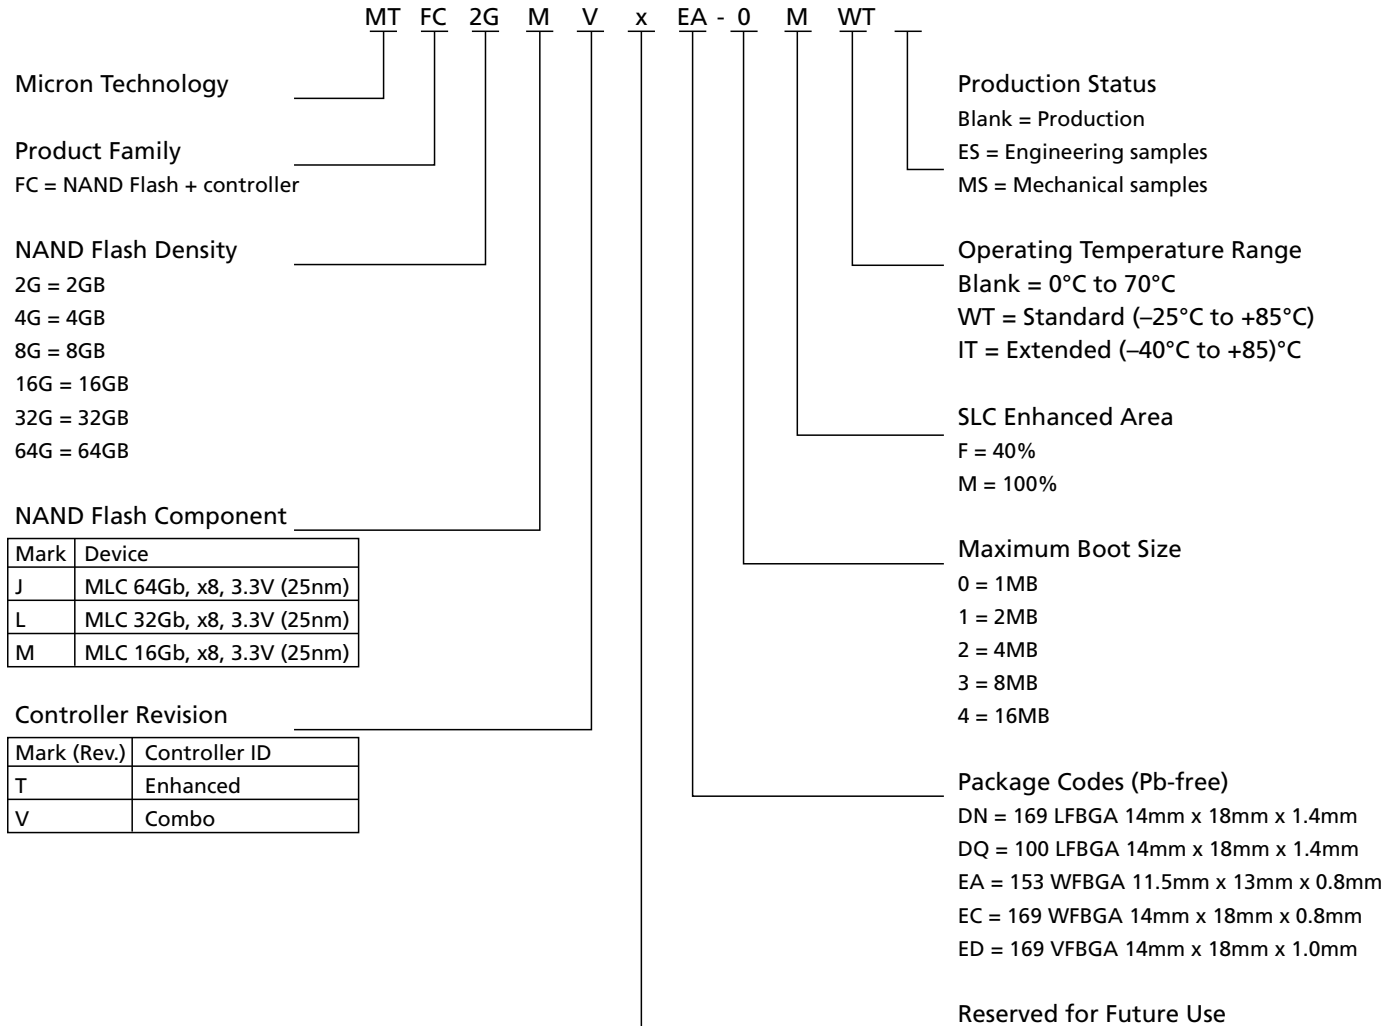 MT FC 2G M V x EA - 0 M WT
Micron Technology
Product Family
FC = NAND Flash + controller
NAND Flash Density
2G = 2GB
4G = 4GB
8G = 8GB
16G = 16GB
32G = 32GB
64G = 64GB
NAND Flash Component
Mark Device
J MLC 64Gb, x8, 3.3V (25nm)
L MLC 32Gb, x8, 3.3V (25nm)
M MLC 16Gb, x8, 3.3V (25nm)
Controller Revision
Mark (Rev.) Controller ID
T Enhanced
V Combo
Production Status
Blank = Production
ES = Engineering samples
MS = Mechanical samples
Operating Temperature Range
Blank = 0°C to 70°C
WT = Standard (–25°C to +85°C)
IT = Extended (–40°C to +85)°C
SLC Enhanced Area
F = 40%
M = 100%
Maximum Boot Size
0 = 1MB
1 = 2MB
2 = 4MB
3 = 8MB
4 = 16MB
Package Codes (Pb-free)
DN = 169 LFBGA 14mm x 18mm x 1.4mm
DQ = 100 LFBGA 14mm x 18mm x 1.4mm
EA = 153 WFBGA 11.5mm x 13mm x 0.8mm
EC = 169 WFBGA 14mm x 18mm x 0.8mm
ED = 169 VFBGA 14mm x 18mm x 1.0mm
Reserved for Future Use